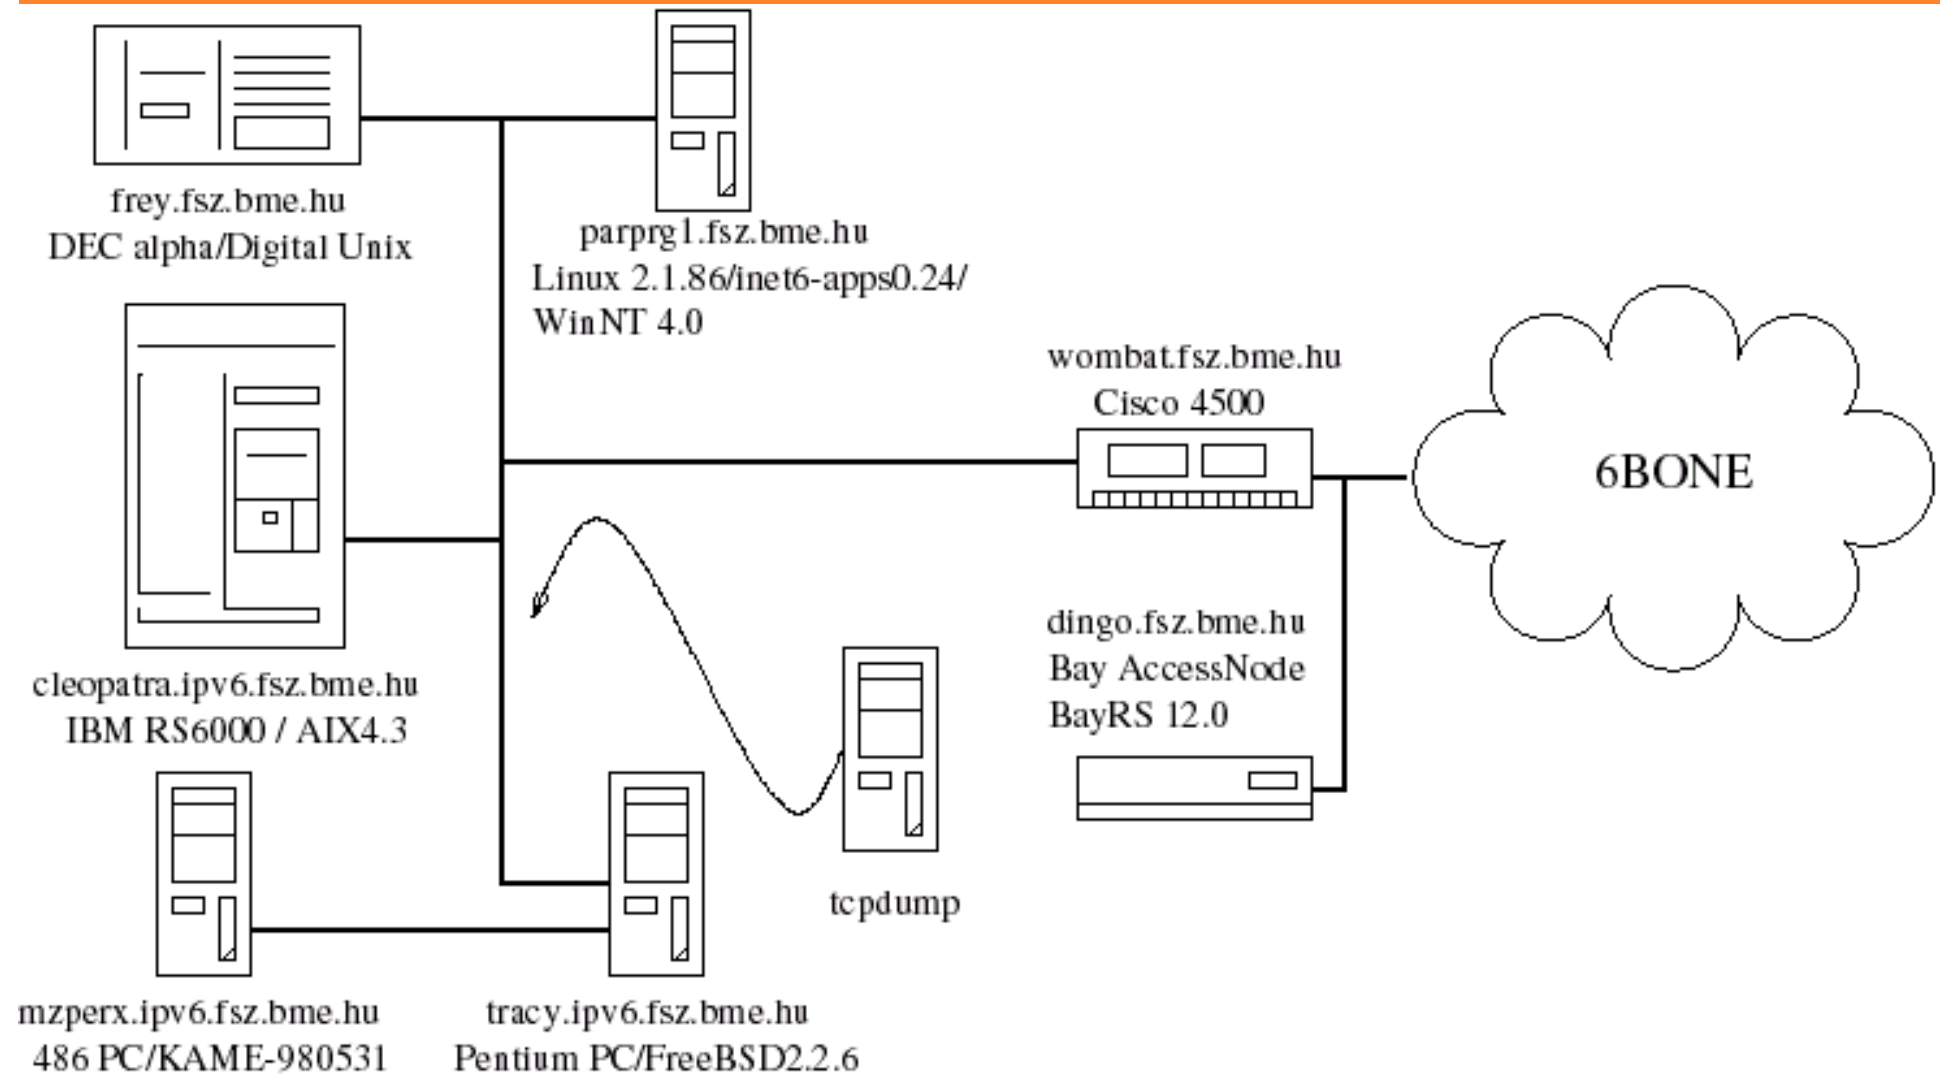 frey.fsz.bme.hu
DEC alpha/Digital Unix
parprg1.fsz.bme.hu
Linux 2.1.86/inet6-apps0.24/
WinNT 4.0
wombat.fsz.bme.hu
Cisco 4500
6BONE
cleopatra.ipv6.fsz.bme.hu
IBM RS6000 / AIX4.3
dingo.fsz.bme.hu
Bay AccessNode
BayRS 12.0
tcpdump
mzperx.ipv6.fsz.bme.hu
486 PC/KAME-980531
tracy.ipv6.fsz.bme.hu
Pentium PC/FreeBSD2.2.6